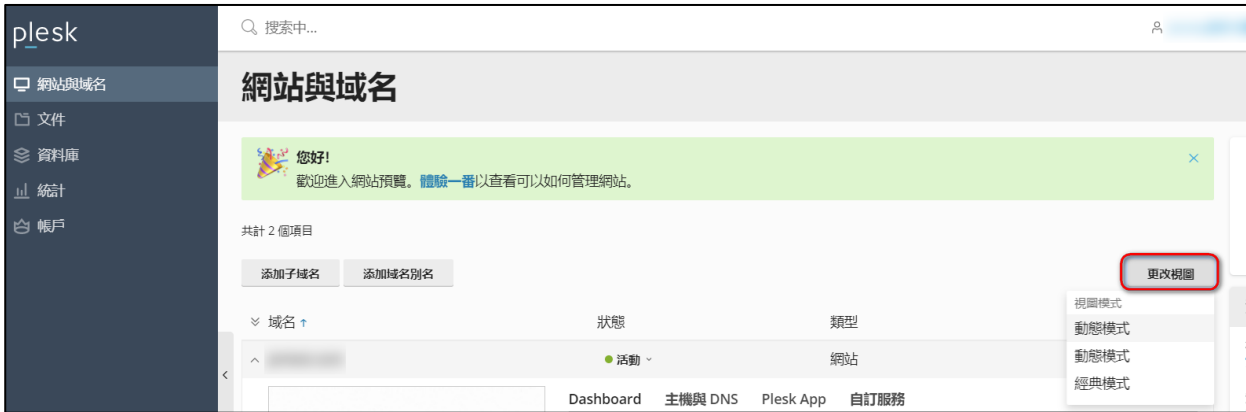 plesk
搜索中...
網站與域名
文件
資料庫
統計
帳戶
網站與域名
您好!
歡迎進入網站預覽。體驗一番以查看可以如何管理網站。
共計 2 個項目
添加子域名 添加域名別名 更改視圖
視圖模式
動態模式
動態模式
經典模式
域名 ↑ 狀態 類型
活動 網站
Dashboard 主機與 DNS Plesk App 自訂服務